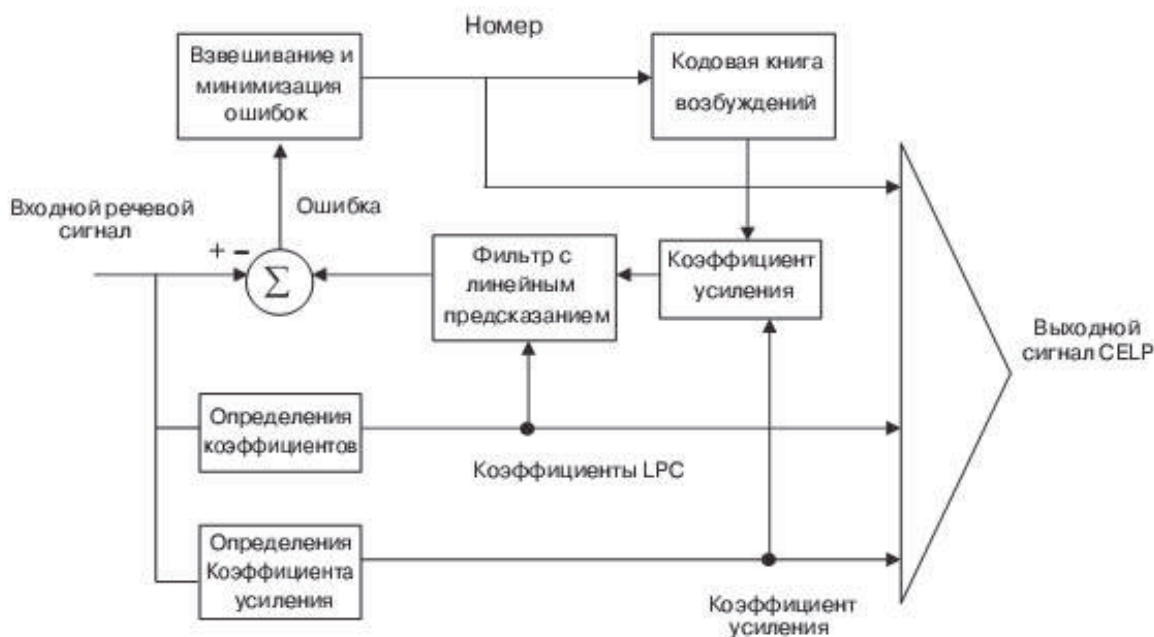 Номер
Взвешивание и
минимизация
ошибок
Кодовая книга
возбуждений
Входной речевой
сигнал
Ошибка
+ –
Σ
Фильтр с
линейным
предсказанием
Коэффициент
усиления
Выходной
сигнал CELP
Определения
коэффициентов
Коэффициенты LPC
Определения
Коэффициента
усиления
Коэффициент
усиления